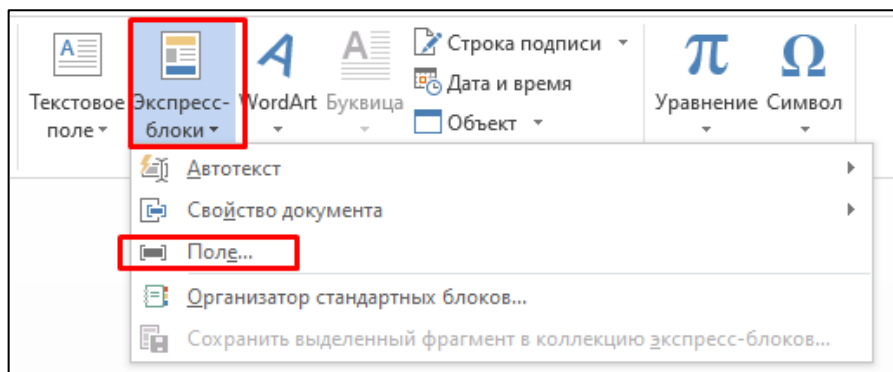 Текстовое поле
Экспресс-блоки
WordArt
Буквица
Строка подписи
Дата и время
Объект
Уравнение
Символ
Автотекст
Свойство документа
Поле...
Организатор стандартных блоков...
Сохранить выделенный фрагмент в коллекцию экспресс-блоков...